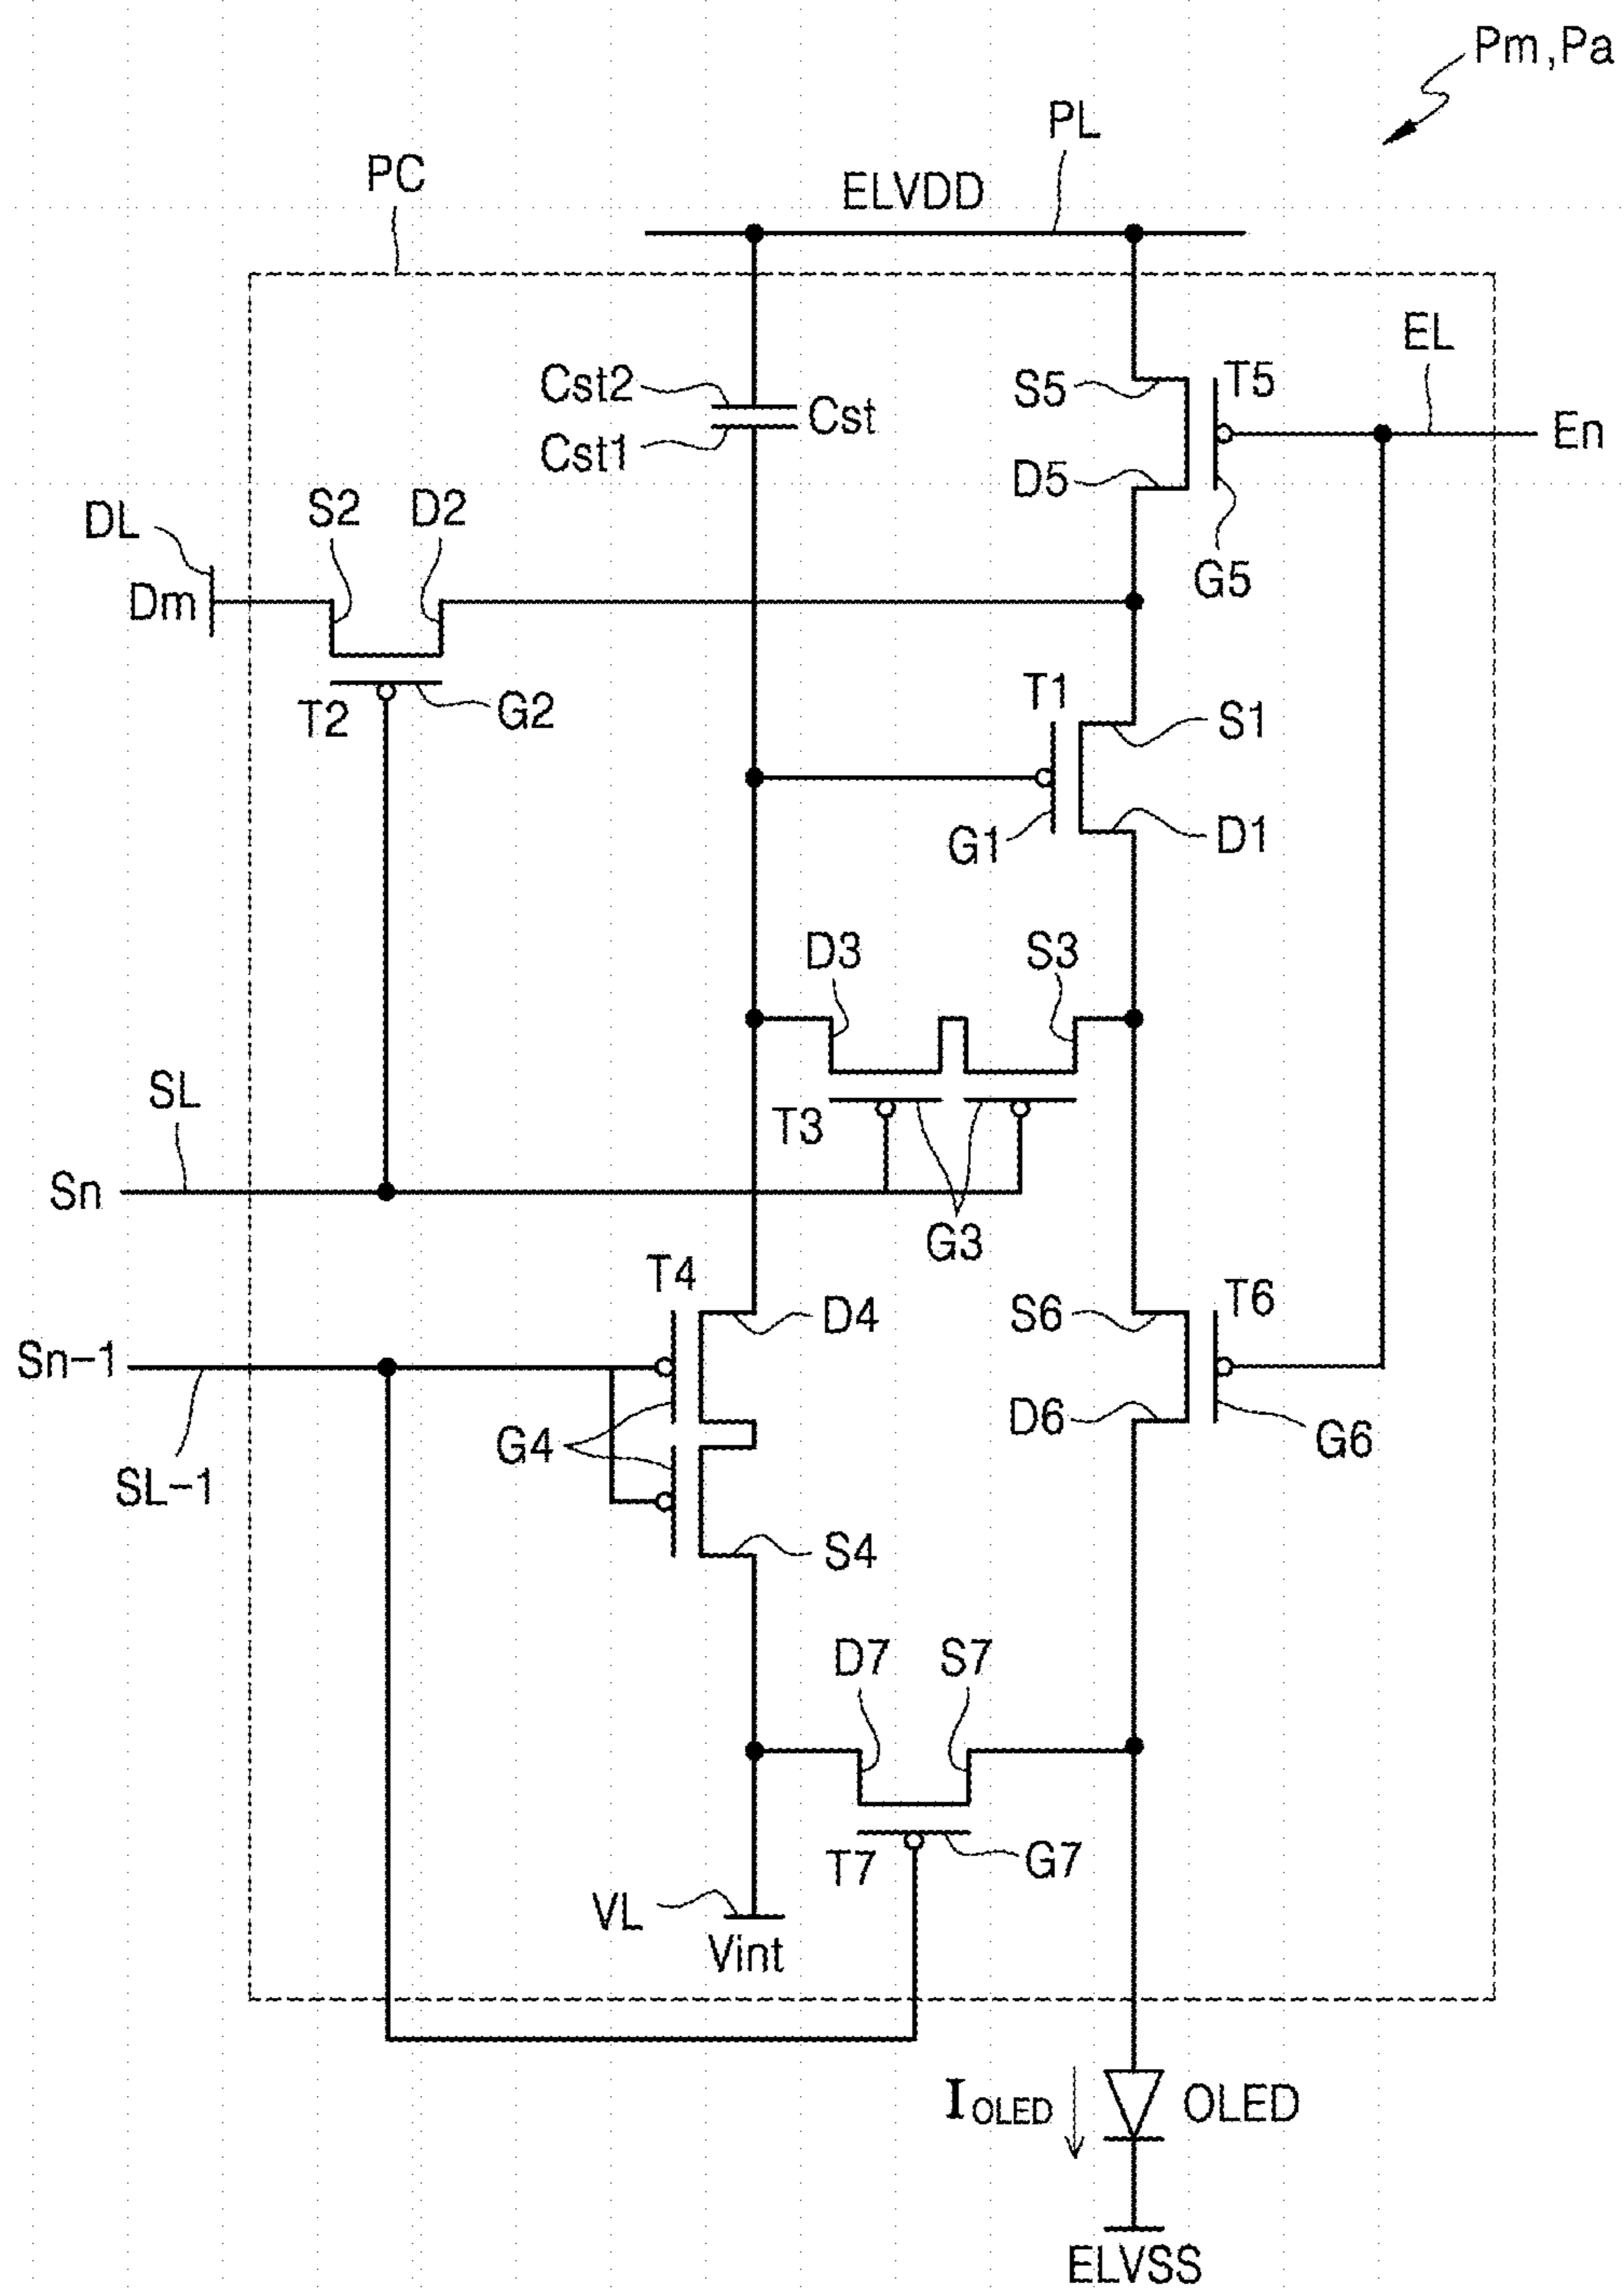 Pm,Pa
PL
PC
ELVDD
EL
Cst2
S5
T5
Cst
En
Cst1
D5
S2
D2
DL
G5
Dm
T1
G2
T2
S1
G1
D1
D3
S3
SL
T3
Sn
G3
T4
T6
D4
S6
Sn-1
D6
G4
G6
SL-1
S4
D7
S7
T7
G7
VL
Vint
IOLED
OLED
ELVSS